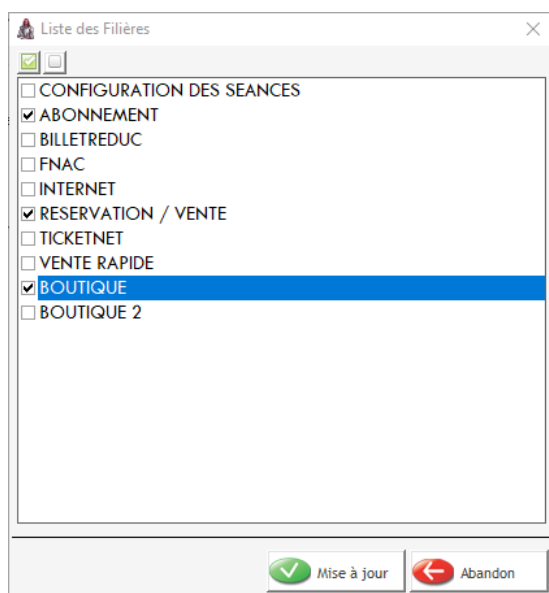 Liste des Filières
CONFIGURATION DES SEANCES
ABONNEMENT
BILLETREDUC
FNAC
INTERNET
RESERVATION / VENTE
TICKETNET
VENTE RAPIDE
BOUTIQUE
BOUTIQUE 2
Mise à jour
Abandon